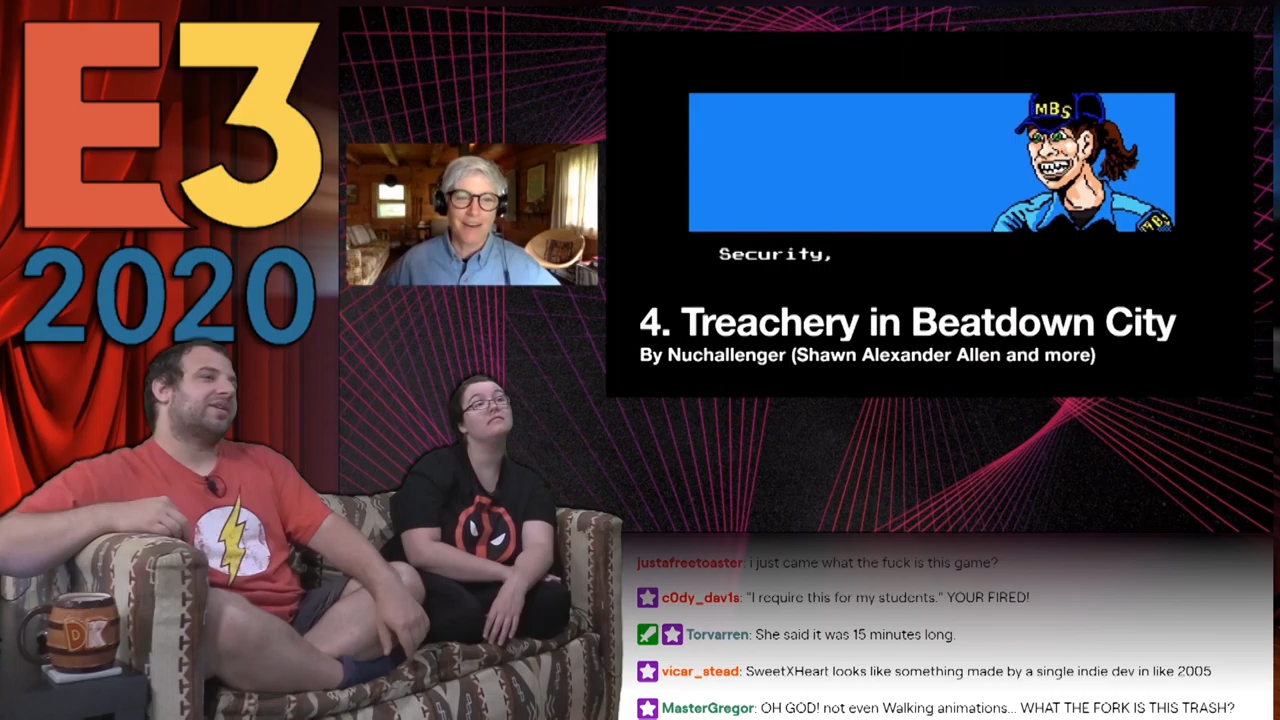 E3
2020
MBS
MBS
Security,
4. Treachery in Beatdown City
By Nuchallenger (Shawn Alexander Allen and more)
DK
justafreetoaster: i just came what the fuck is this game?
c0dy_dav1s: "I require this for my students." YOUR FIRED!
Torvarren: She said it was 15 minutes long.
vicar_stead: SweetXHeart looks like something made by a single indie dev in like 2005
MasterGregor: OH GOD! not even Walking animations... WHAT THE FORK IS THIS TRASH?